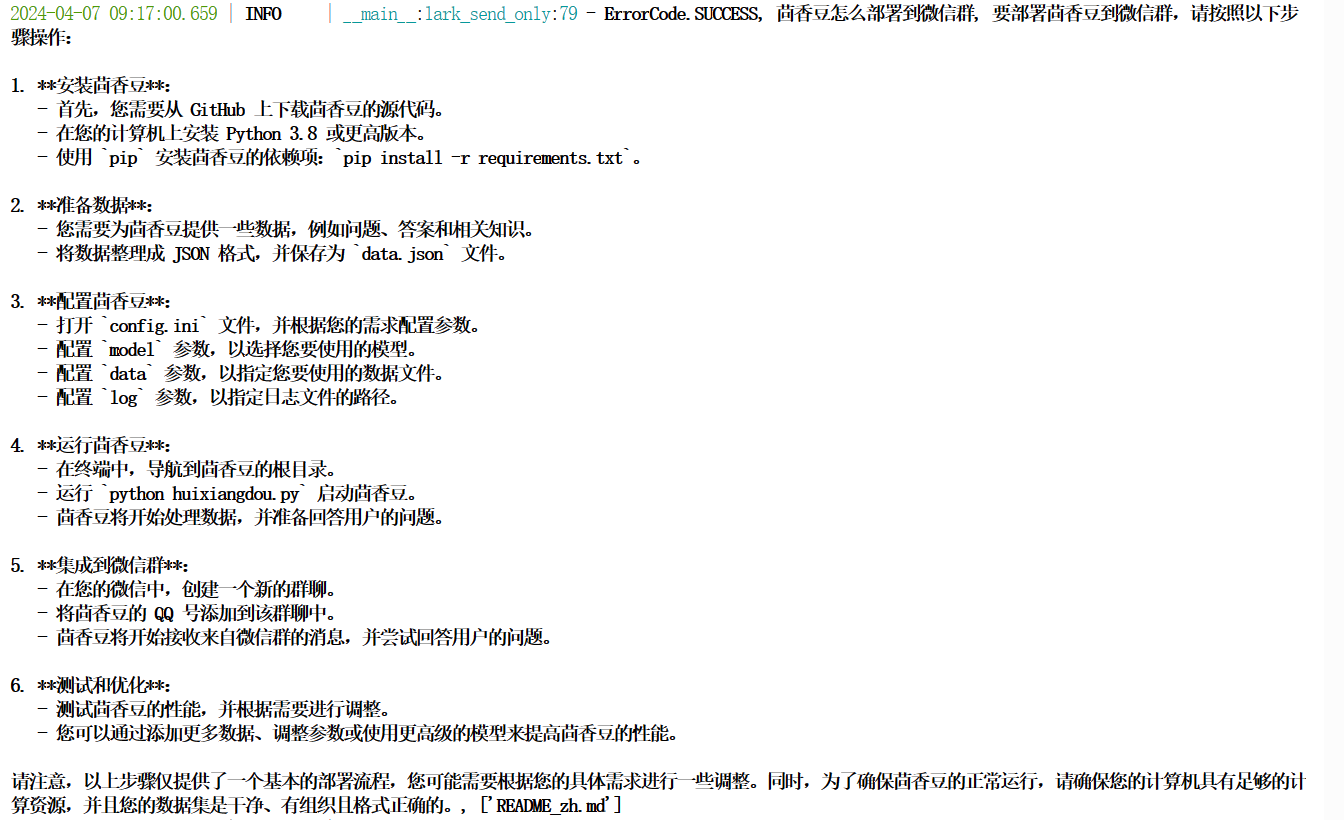 2024-04-07 09:17:00.659 | INFO     | __main__:lark_send_only:79 - ErrorCode.SUCCESS, 茴香豆怎么部署到微信群, 要部署茴香豆到微信群，请按照以下步
骤操作：
1. **安装茴香豆**：
- 首先，您需要从 GitHub 上下载茴香豆的源代码。
- 在您的计算机上安装 Python 3.8 或更高版本。
- 使用 `pip` 安装茴香豆的依赖项：`pip install -r requirements.txt`。
2. **准备数据**：
- 您需要为茴香豆提供一些数据，例如问题、答案和相关知识。
- 将数据整理成 JSON 格式，并保存为 `data.json` 文件。
3. **配置茴香豆**：
- 打开 `config.ini` 文件，并根据您的需求配置参数。
- 配置 `model` 参数，以选择您要使用的模型。
- 配置 `data` 参数，以指定您要使用的数据文件。
- 配置 `log` 参数，以指定日志文件的路径。
4. **运行茴香豆**：
- 在终端中，导航到茴香豆的根目录。
- 运行 `python huixiangdou.py` 启动茴香豆。
- 茴香豆将开始处理数据，并准备回答用户的问题。
5. **集成到微信群**：
- 在您的微信中，创建一个新的群聊。
- 将茴香豆的 QQ 号添加到该群聊中。
- 茴香豆将开始接收来自微信群的消息，并尝试回答用户的问题。
6. **测试和优化**：
- 测试茴香豆的性能，并根据需要进行调整。
- 您可以通过添加更多数据、调整参数或使用更高级的模型来提高茴香豆的性能。
请注意，以上步骤仅提供了一个基本的部署流程，您可能需要根据您的具体需求进行一些调整。同时，为了确保茴香豆的正常运行，请确保您的计算机具有足够的计
算资源，并且您的数据集是干净、有组织且格式正确的。, ['README_zh.md']